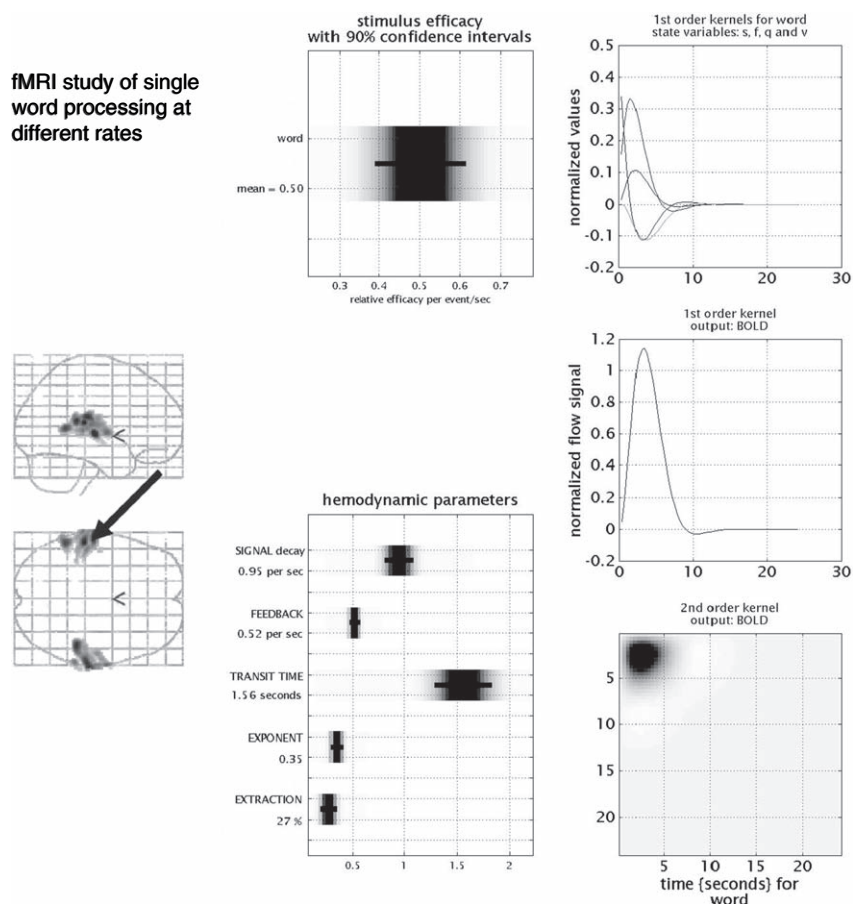 fMRI study of single
word processing at
different rates
stimulus efficacy
with 90% confidence intervals
word
mean = 0.50
0.3 0.4 0.5 0.6 0.7
relative efficacy per event/sec
1st order kernels for word
state variables: s, f, q and v
normalized values
0.5
0.4
0.3
0.2
0.1
0
-0.1
-0.2
0 10 20 30
1st order kernel
output: BOLD
normalized flow signal
1.2
1
0.8
0.6
0.4
0.2
0
-0.2
0 10 20 30
hemodynamic parameters
SIGNAL decay
0.95 per sec
FEEDBACK
0.52 per sec
TRANSIT TIME
1.56 seconds
EXPONENT
0.35
EXTRACTION
27 %
0.5 1 1.5 2
2nd order kernel
output: BOLD
5
10
15
20
5 10 15 20
time {seconds} for
word